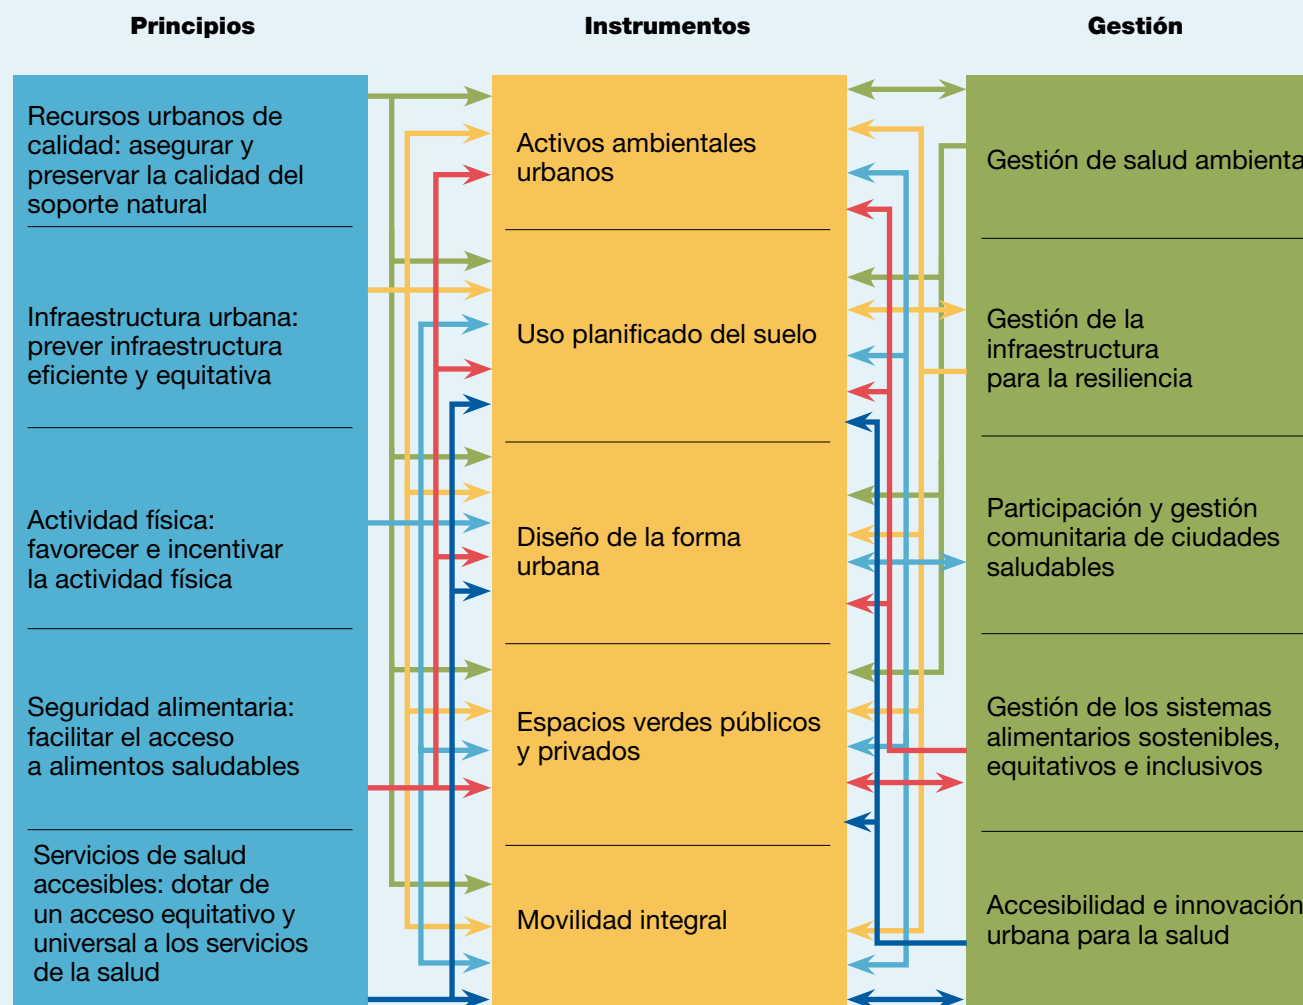 Principios
Instrumentos
Gestión
Recursos urbanos de
calidad: asegurar y
preservar la calidad del
soporte natural
Infraestructura urbana:
prever infraestructura
eficiente y equitativa
Actividad física:
favorecer e incentivar
la actividad física
Seguridad alimentaria:
facilitar el acceso
a alimentos saludables
Servicios de salud
accesibles: dotar de
un acceso equitativo y
universal a los servicios
de la salud
Activos ambientales
urbanos
Uso planificado del suelo
Diseño de la forma
urbana
Espacios verdes públicos
y privados
Movilidad integral
Gestión de salud ambienta
Gestión de la
infraestructura
para la resiliencia
Participación y gestión
comunitaria de ciudades
saludables
Gestión de los sistemas
alimentarios sostenibles,
equitativos e inclusivos
Accesibilidad e innovación
urbana para la salud